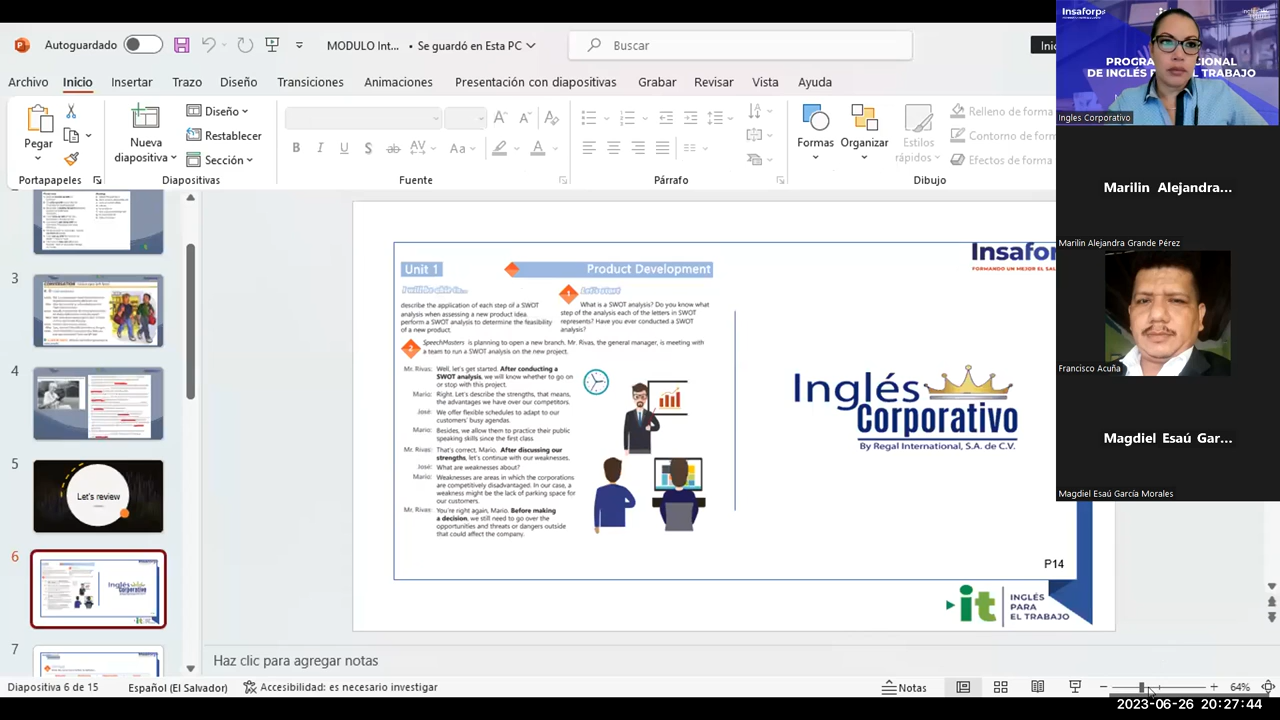 Autoguardado
MODULO Int... • Se guardó en Esta PC
Buscar
Archivo Inicio Insertar Trazo Diseño Transiciones Animaciones Presentación con diapositivas Grabar Revisar Vista Ayuda
Pegar
Nueva diapositiva
Diseño
Restablecer
Sección
Formas
Organizar
Estilos rápidos
Relleno de forma
Contorno de for
Efectos de forma
Portapapeles Diapositivas Fuente Párrafo Dibujo
3
4
5
Let's review
6
7
Unit 1
Product Development
I will be able to...
describe the application of each step of a SWOT
analysis when assessing a new product idea.
perform a SWOT analysis to determine the feasibility
of a new product.
1 Let's start
What is a SWOT analysis? Do you know what
step of the analysis each of the letters in SWOT
represents? Have you ever conducted a SWOT
analysis?
2 SpeechMasters is planning to open a new branch. Mr. Rivas, the general manager, is meeting with
a team to run a SWOT analysis on the new project.
Mr. Rivas: Well, let's get started. After conducting a
SWOT analysis, we will know whether to go on
or stop with this project.
Mario: Right. Let's describe the strengths, that means,
the advantages we have over our competitors.
José: We offer flexible schedules to adapt to our
customers' busy agendas.
Mario: Besides, we allow them to practice their public
speaking skills since the first class.
Mr. Rivas: That's correct, Mario. After discussing our
strengths, let's continue with our weaknesses.
José: What are weaknesses about?
Mario: Weaknesses are areas in which the corporations
are competitively disadvantaged. In our case, a
weakness might be the lack of parking space for
our customers.
Mr. Rivas: You're right again, Mario. Before making
a decision, we still need to go over the
opportunities and threats or dangers outside
that could affect the company.
Insafor
FORMANDO UN MEJOR EL SA
Inglés
Corporativo
By Regal International, S.A. de C.V.
P14
it INGLÉS
PARA
EL TRABAJO
Haz clic para agregar notas
Diapositiva 6 de 15 Español (El Salvador) Accesibilidad: es necesario investigar Notas 64%
Insaforp
DE INGLÉS P EL TRABAJO
Ingles Corporativo
Marilin Alejandra...
Marilin Alejandra Grande Pérez
Francisco Acuña
Magdiel Esaú Gar...
Magdiel Esaú García Morales
2023-06-26 20:27:44